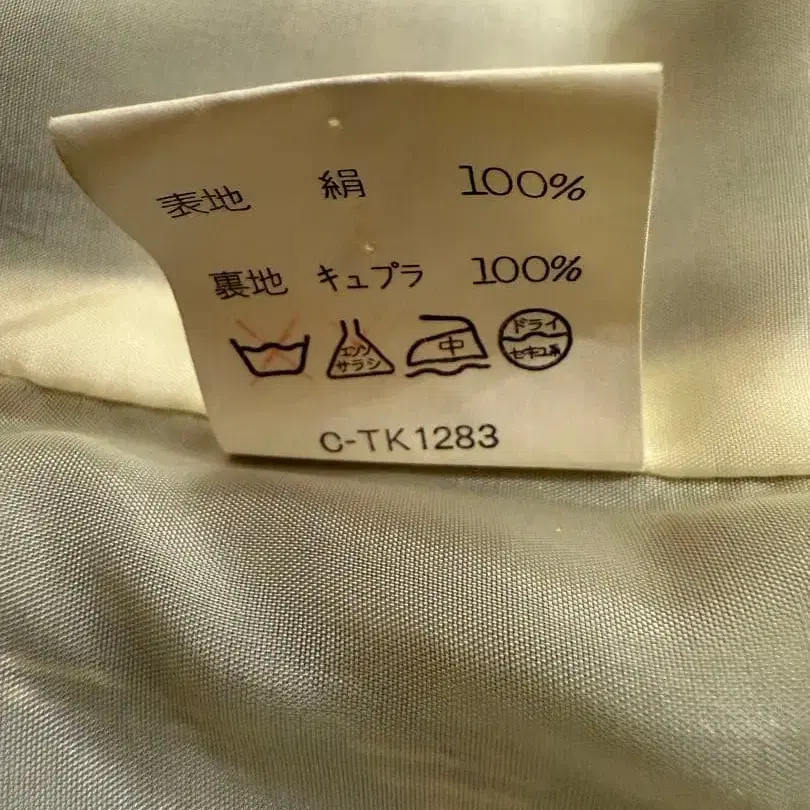 表地 絹 100%
裏地 キュプラ 100%
エンソ サラシ 中 ドライ セキユ系
C-TK1283